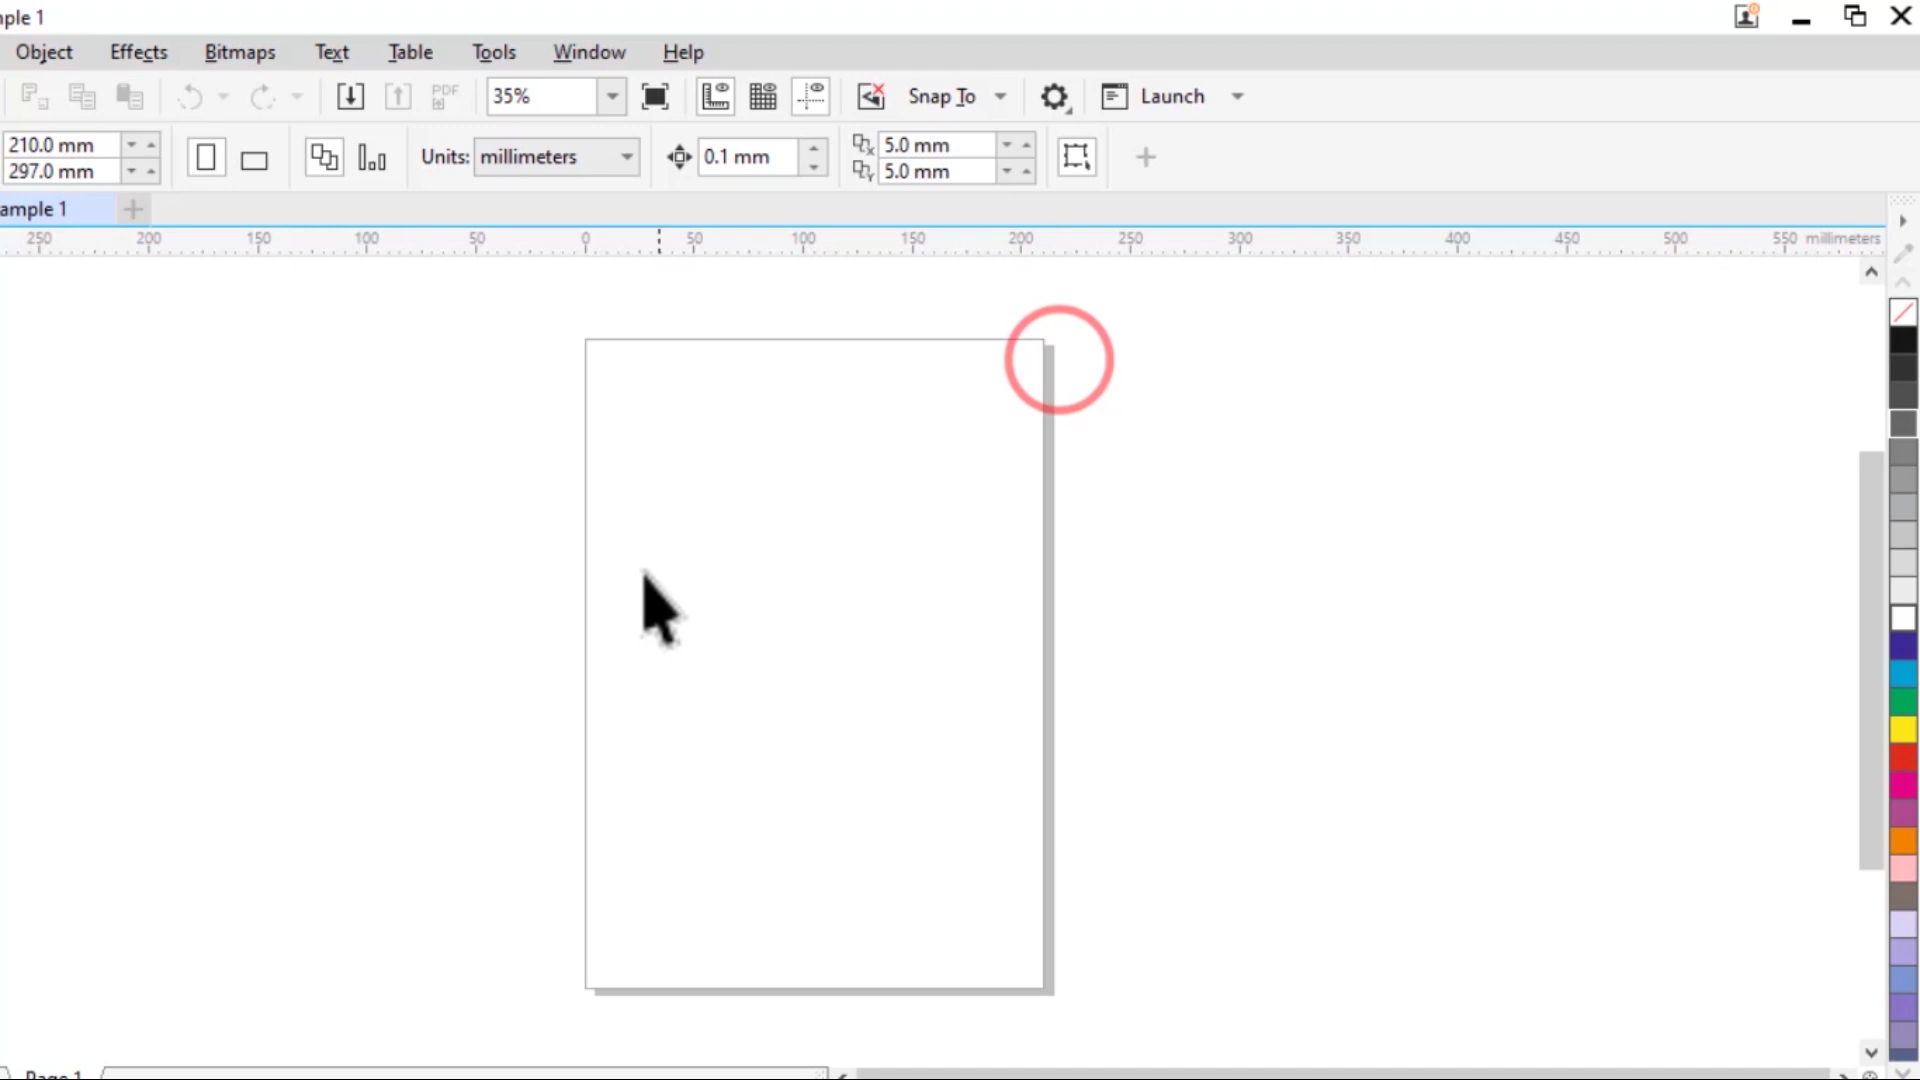 mple 1
Object Effects Bitmaps Text Table Tools Window Help
PDF 35% Snap To Launch
210.0 mm
297.0 mm
Units: millimeters 0.1 mm
5.0 mm
5.0 mm
ample 1
250 200 150 100 50 0 50 100 150 200 250 300 350 400 450 500 550 millimeters
Page 1